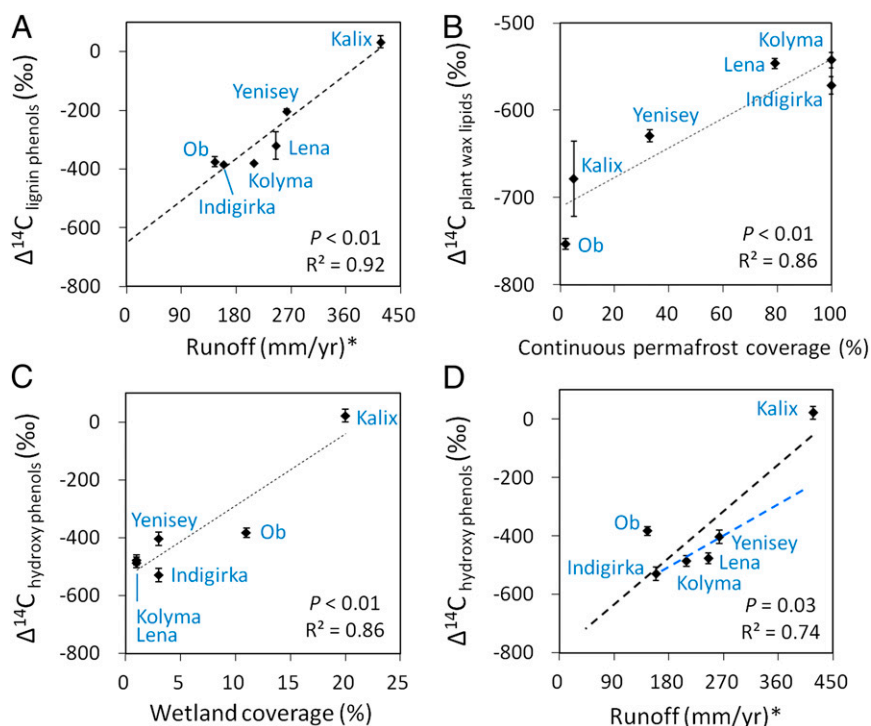 A
Δ¹⁴C lignin phenols (‰)
0
-200
-400
-600
-800
Kalix
Yenisey
Ob
Lena
Kolyma
Indigirka
P < 0.01
R² = 0.92
0 90 180 270 360 450
Runoff (mm/yr)*
B
Δ¹⁴C plant wax lipids (‰)
-500
-600
-700
-800
Kolyma
Lena
Indigirka
Yenisey
Kalix
Ob
P < 0.01
R² = 0.86
0 20 40 60 80 100
Continuous permafrost coverage (%)
C
Δ¹⁴C hydroxy phenols (‰)
0
-200
-400
-600
-800
Kalix
Yenisey
Ob
Indigirka
Kolyma
Lena
P < 0.01
R² = 0.86
0 5 10 15 20 25
Wetland coverage (%)
D
Δ¹⁴C hydroxy phenols (‰)
0
-200
-400
-600
-800
Kalix
Ob
Yenisey
Indigirka
Lena
Kolyma
P = 0.03
R² = 0.74
0 90 180 270 360 450
Runoff (mm/yr)*